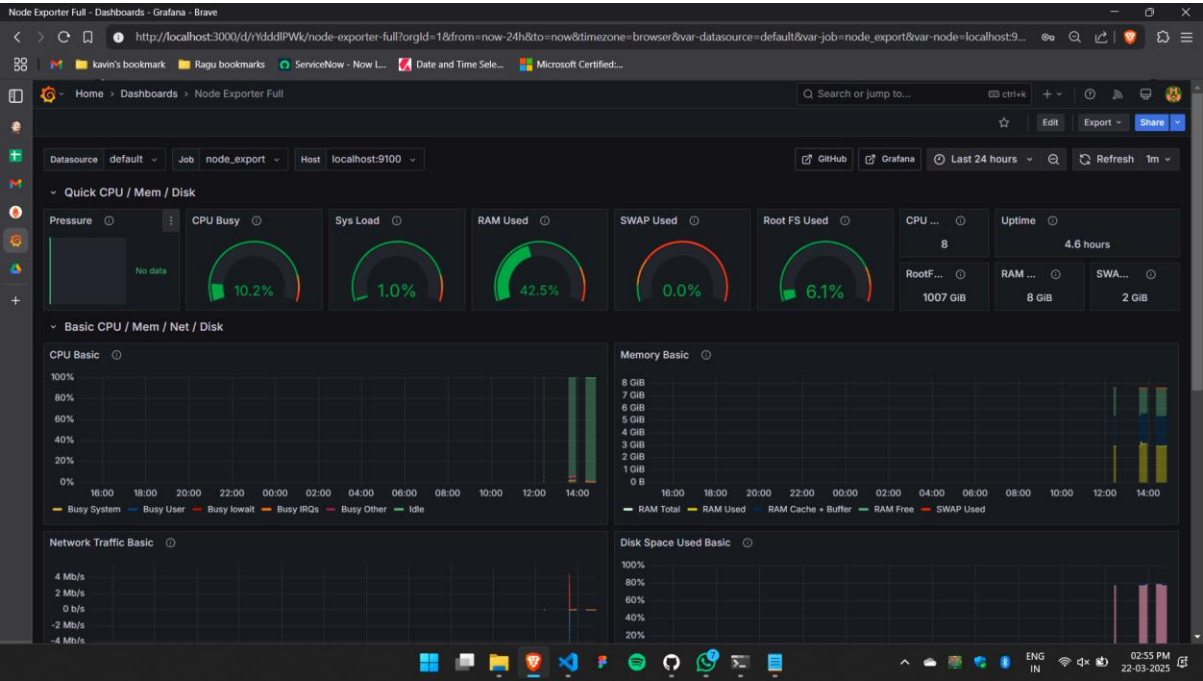 Node Exporter Full - Dashboards - Grafana - Brave
http://localhost:3000/d/rYdddlPWk/node-exporter-full?orgId=1&from=now-24h&to=now&timezone=browser&var-datasource=default&var-job=node_export&var-node=localhost:9...
kavin's bookmark Ragu bookmarks ServiceNow - Now L... Date and Time Sele... Microsoft Certified:...
Home > Dashboards > Node Exporter Full Search or jump to... ctrl+k
Edit Export Share
Datasource default Job node_export Host localhost:9100 GitHub Grafana Last 24 hours Refresh 1m
Quick CPU / Mem / Disk
Pressure CPU Busy Sys Load RAM Used SWAP Used Root FS Used CPU ... Uptime
8 4.6 hours
No data 10.2% 1.0% 42.5% 0.0% 6.1% RootF... RAM ... SWA...
1007 GiB 8 GiB 2 GiB
Basic CPU / Mem / Net / Disk
CPU Basic
100%
80%
60%
40%
20%
0%
16:00 18:00 20:00 22:00 00:00 02:00 04:00 06:00 08:00 10:00 12:00 14:00
Busy System Busy User Busy Iowait Busy IRQs Busy Other Idle
Memory Basic
8 GiB
7 GiB
6 GiB
5 GiB
4 GiB
3 GiB
2 GiB
1 GiB
0 B
16:00 18:00 20:00 22:00 00:00 02:00 04:00 06:00 08:00 10:00 12:00 14:00
RAM Total RAM Used RAM Cache + Buffer RAM Free SWAP Used
Network Traffic Basic
4 Mb/s
2 Mb/s
0 b/s
-2 Mb/s
-4 Mb/s
Disk Space Used Basic
100%
80%
60%
40%
20%
7
ENG
IN
02:55 PM
22-03-2025